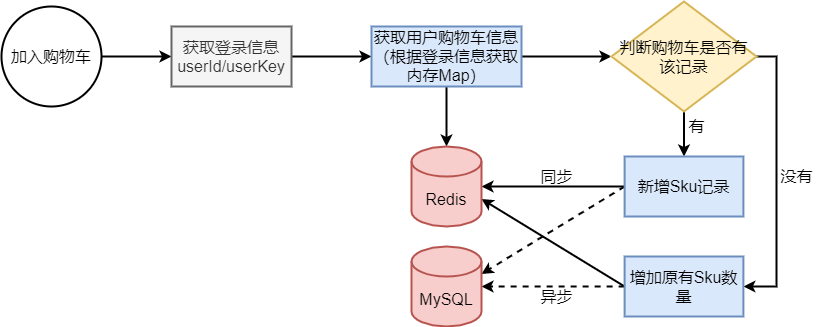 加入购物车
获取登录信息
userId/userKey
获取用户购物车信息
（根据登录信息获取
内存Map）
判断购物车是否有
该记录
有
没有
Redis
同步
新增Sku记录
MySQL
异步
增加原有Sku数
量